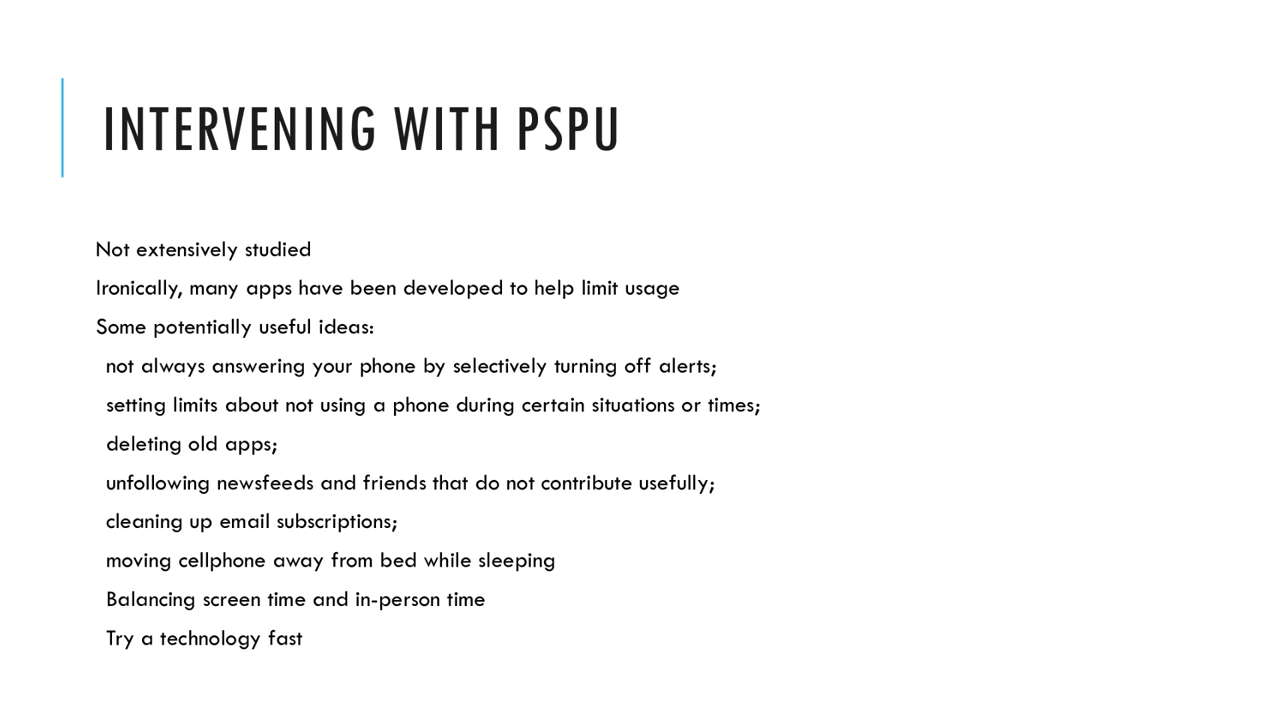 INTERVENING WITH PSPU
Not extensively studied
Ironically, many apps have been developed to help limit usage
Some potentially useful ideas:
not always answering your phone by selectively turning off alerts;
setting limits about not using a phone during certain situations or times;
deleting old apps;
unfollowing newsfeeds and friends that do not contribute usefully;
cleaning up email subscriptions;
moving cellphone away from bed while sleeping
Balancing screen time and in-person time
Try a technology fast